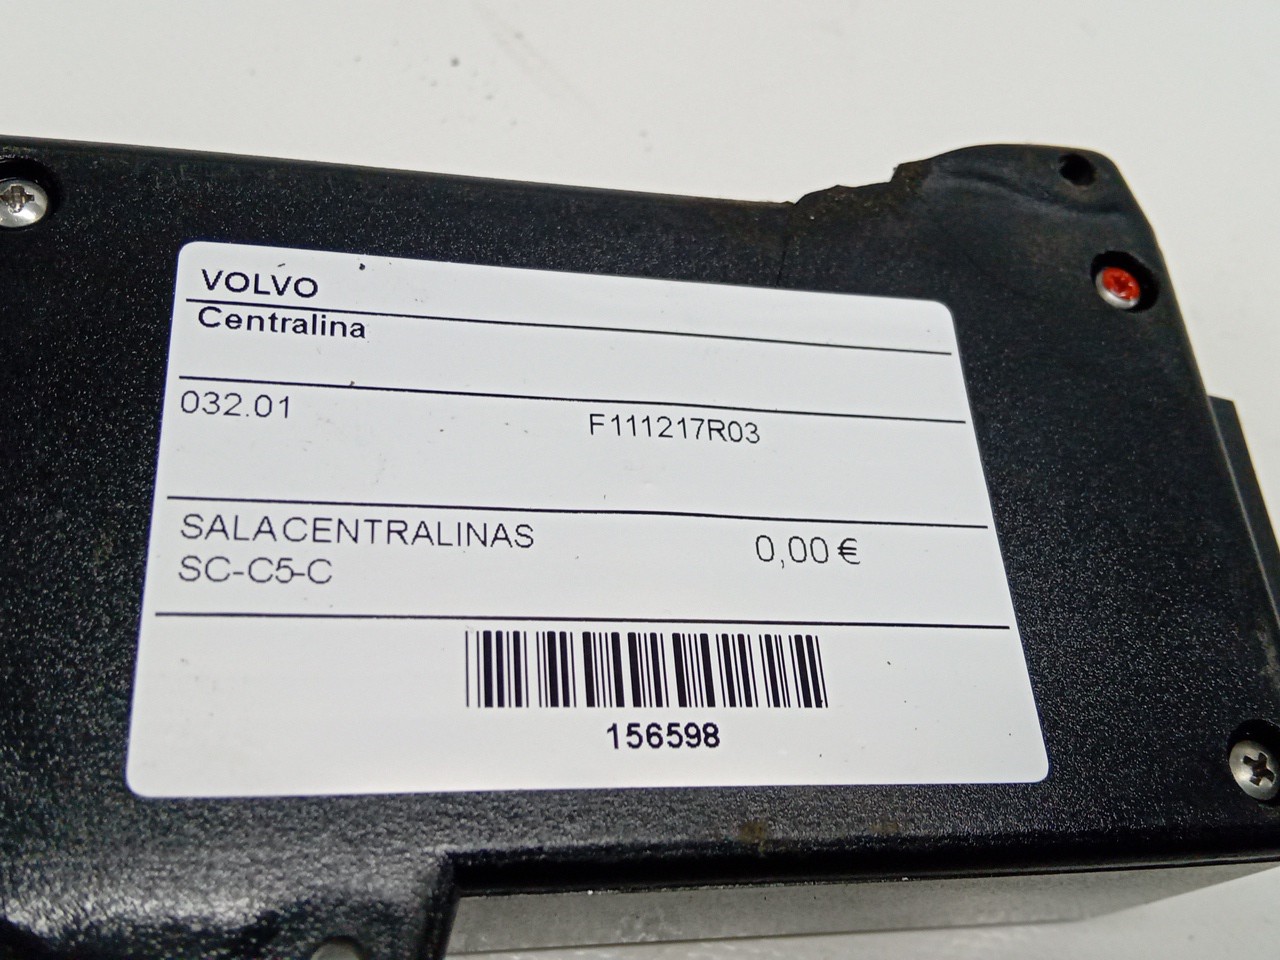 VOLVO
Centralina
032.01 F111217R03
SALACENTRALINAS 0,00 €
SC-C5-C
156598